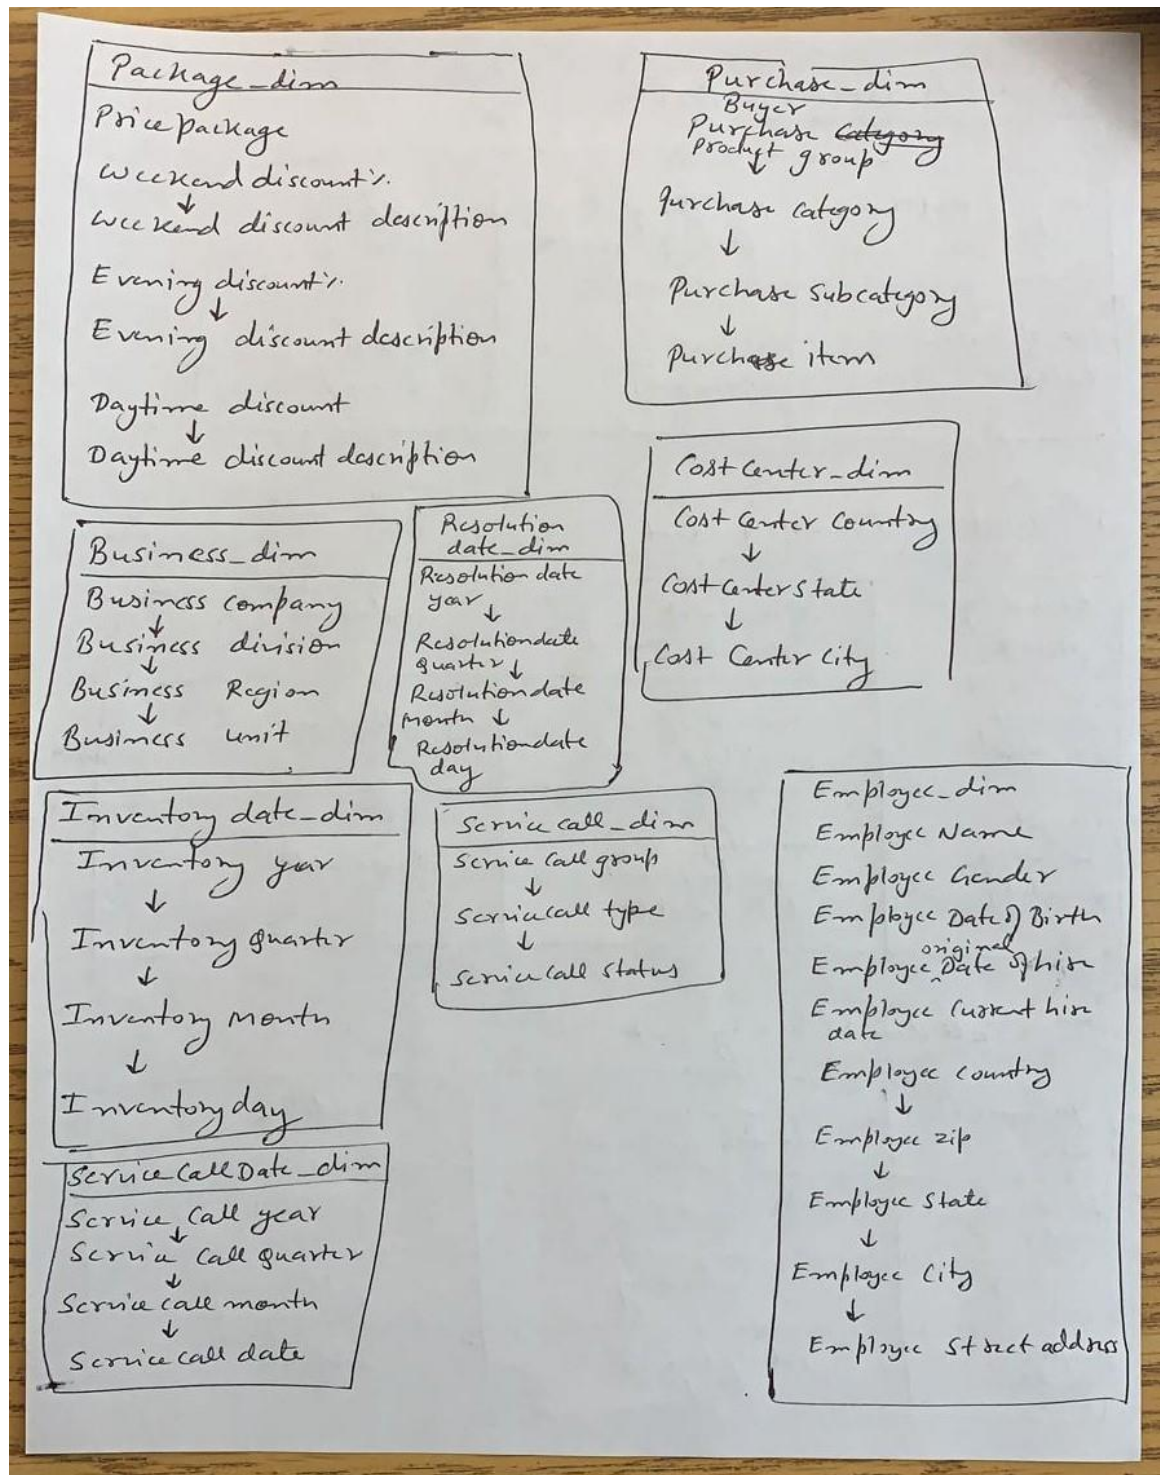 Package_dim
Price package
Weekend discount %.
↓
Weekend discount description
Evening discount %.
↓
Evening discount description
Daytime discount
↓
Daytime discount description
Purchase_dim
Buyer
Purchase Category
Product group
↓
Purchase Category
↓
Purchase Subcategory
↓
Purchase item
Cost Center_dim
Cost Center Country
↓
Cost Center State
↓
Cost Center City
Business_dim
Business company
↓
Business division
↓
Business Region
↓
Business unit
Resolution
date_dim
Resolution date
year
↓
Resolution date
quarter ↓
Resolution date
Month ↓
Resolution date
day
Inventory date_dim
Inventory year
↓
Inventory quarter
↓
Inventory Month
↓
Inventory day
Service call_dim
Service call group
↓
Service call type
↓
Service call status
Employee_dim
Employee Name
Employee Gender
Employee Date of Birth
Employee original Date of hire
Employee Current hire
date
Employee country
↓
Employee zip
↓
Employee State
↓
Employee City
↓
Employee Street address
Service Call Date_dim
Service Call year
↓
Service Call quarter
↓
Service call month
↓
Service call date